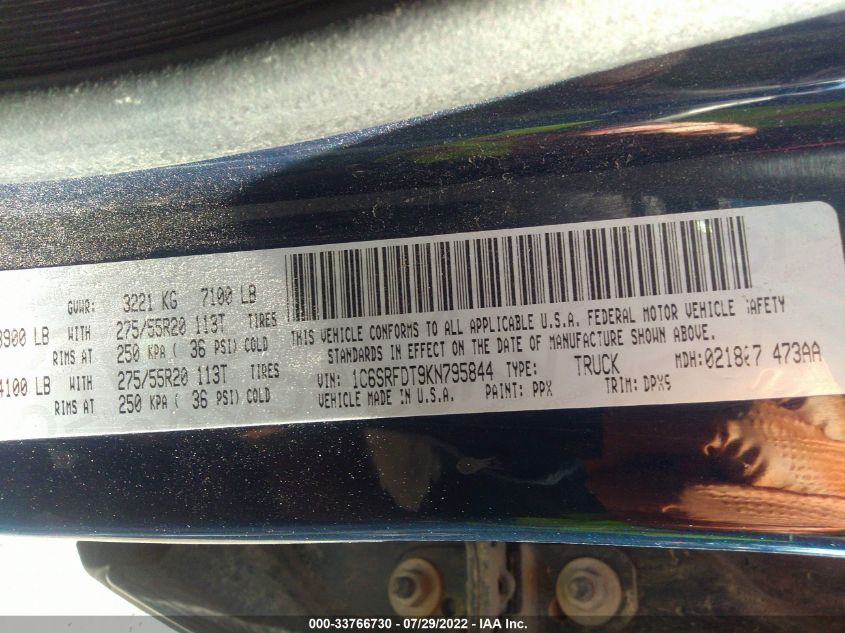 GVWR: 3221 KG 7100 LB
3900 LB WITH 275/55R20 113T TIRES
RIMS AT 250 KPA ( 36 PSI) COLD
4100 LB WITH 275/55R20 113T TIRES
RIMS AT 250 KPA ( 36 PSI) COLD
THIS VEHICLE CONFORMS TO ALL APPLICABLE U.S.A. FEDERAL MOTOR VEHICLE SAFETY
STANDARDS IN EFFECT ON THE DATE OF MANUFACTURE SHOWN ABOVE.
VIN: 1C6SRFDT9KN795844 TYPE: TRUCK MDH: 473AA
VEHICLE MADE IN U.S.A. PAINT: PPX TRIM: DPX5
000-33766730 - 07/29/2022 - IAA Inc.